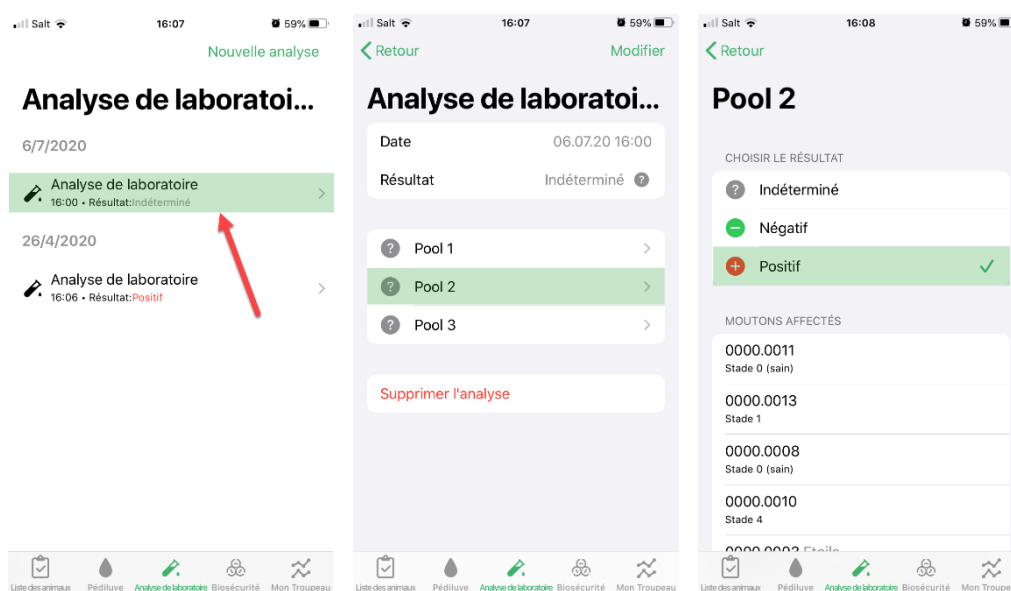 Salt 16:07 59%
Nouvelle analyse
Analyse de laboratoi...
6/7/2020
Analyse de laboratoire
16:00 • Résultat:Indéterminé
26/4/2020
Analyse de laboratoire
16:06 • Résultat:Positif
Liste des animaux Pédiluve Analyse de laboratoire Biosécurité Mon Troupeau
Salt 16:07 59%
Retour Modifier
Analyse de laboratoi...
Date 06.07.20 16:00
Résultat Indéterminé ?
? Pool 1
? Pool 2
? Pool 3
Supprimer l'analyse
Liste des animaux Pédiluve Analyse de laboratoire Biosécurité Mon Troupeau
Salt 16:08 59%
Retour
Pool 2
CHOISIR LE RÉSULTAT
? Indéterminé
Négatif
Positif
MOUTONS AFFECTÉS
0000.0011
Stade 0 (sain)
0000.0013
Stade 1
0000.0008
Stade 0 (sain)
0000.0010
Stade 4
Liste des animaux Pédiluve Analyse de laboratoire Biosécurité Mon Troupe